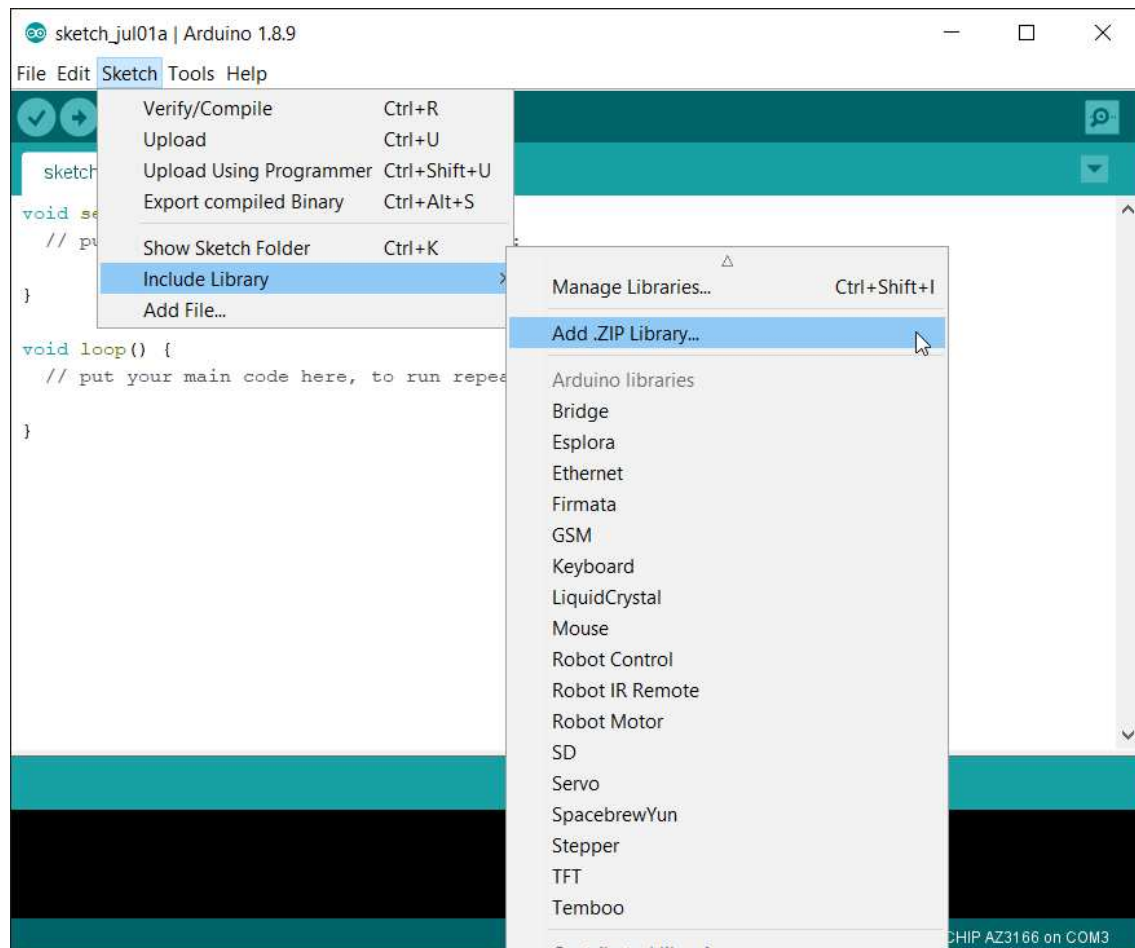 sketch_jul01a | Arduino 1.8.9
File Edit Sketch Tools Help
Verify/Compile Ctrl+R
Upload Ctrl+U
Upload Using Programmer Ctrl+Shift+U
Export compiled Binary Ctrl+Alt+S
Show Sketch Folder Ctrl+K
Include Library
Add File...
sketch
void se
// pu
}
void loop() {
// put your main code here, to run repea
}
Manage Libraries... Ctrl+Shift+I
Add .ZIP Library...
Arduino libraries
Bridge
Esplora
Ethernet
Firmata
GSM
Keyboard
LiquidCrystal
Mouse
Robot Control
Robot IR Remote
Robot Motor
SD
Servo
SpacebrewYun
Stepper
TFT
Temboo
CHIP AZ3166 on COM3